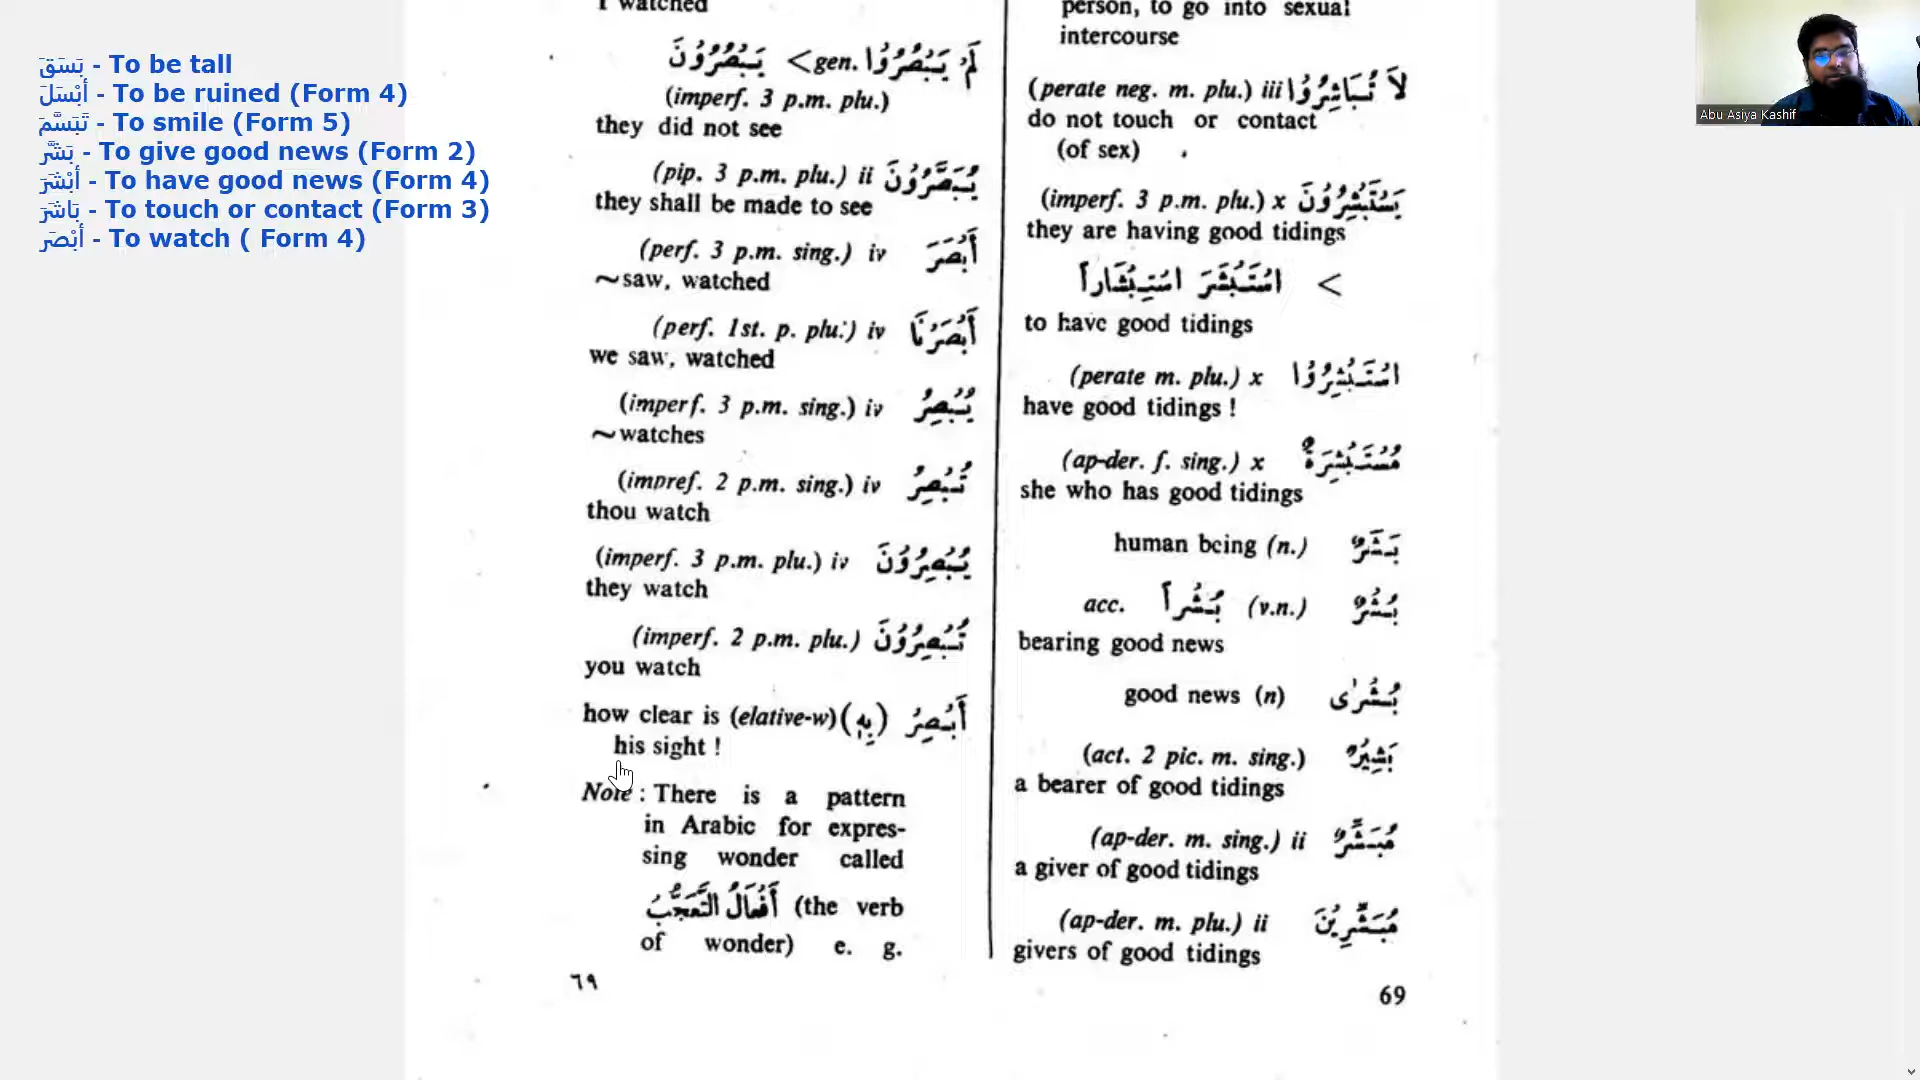 بَسَقَ - To be tall
أبْسَلَ - To be ruined (Form 4)
تَبَسَّمَ - To smile (Form 5)
بَشَّرَ - To give good news (Form 2)
أبْشَرَ - To have good news (Form 4)
بَاشَرَ - To touch or contact (Form 3)
أبْصَرَ - To watch ( Form 4)
Abu Asiya Kashif
I watched
لَمْ يَبْصُرُوْا gen. > يَبْصُرُوْنَ
(imperf. 3 p.m. plu.)
they did not see
(pip. 3 p.m. plu.) ii يُبَصَّرُوْنَ
they shall be made to see
(perf. 3 p.m. sing.) iv أَبْصَرَ
~saw, watched
(perf. 1st. p. plu.) iv أَبْصَرْنَا
we saw, watched
(imperf. 3 p.m. sing.) iv يُبْصِرُ
~watches
(impref. 2 p.m. sing.) iv تُبْصِرُ
thou watch
(imperf. 3 p.m. plu.) iv يُبْصِرُوْنَ
they watch
(imperf. 2 p.m. plu.) تُبْصِرُوْنَ
you watch
how clear is (elative-w) (بِهٖ) أَبْصِرْ
his sight !
Note : There is a pattern
in Arabic for expres-
sing wonder called
أَفْعَالُ التَّعَجُّبُ (the verb
of wonder) e. g.
٦٩
person, to go into sexual
intercourse
(perate neg. m. plu.) iii لَا تُبَاشِرُوْا
do not touch or contact
(of sex)
(imperf. 3 p.m. plu.) x يَسْتَبْشِرُوْنَ
they are having good tidings
< اسْتَبْشَرَ اسْتِبْشَاراً
to have good tidings
(perate m. plu.) x اسْتَبْشِرُوْا
have good tidings !
(ap-der. f. sing.) x مُسْتَبْشِرَةٌ
she who has good tidings
human being (n.) بَشَرٌ
acc. بُشْراً (v.n.) بُشْرٌ
bearing good news
good news (n) بُشْرٰى
(act. 2 pic. m. sing.) بَشِيْرٌ
a bearer of good tidings
(ap-der. m. sing.) ii مُبَشِّرٌ
a giver of good tidings
(ap-der. m. plu.) ii مُبَشِّرِيْنَ
givers of good tidings
69